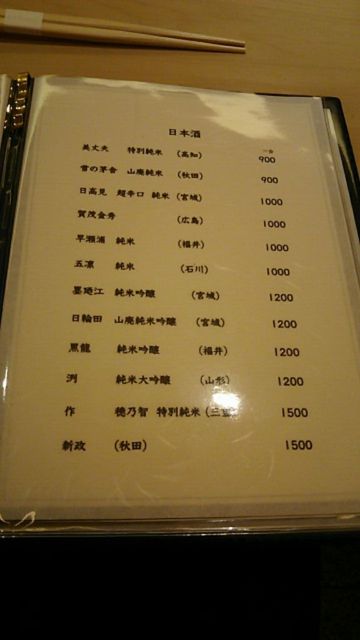 日本酒
一合
美丈夫 特別純米 (高知) 900
雪の茅舎 山廃純米 (秋田) 900
日高見 超辛口 純米 (宮城) 1000
賀茂金秀 (広島) 1000
早瀬浦 純米 (福井) 1000
五凛 純米 (石川) 1000
墨廼江 純米吟醸 (宮城) 1200
日輪田 山廃純米吟醸 (宮城) 1200
黒龍 純米吟醸 (福井) 1200
洌 純米大吟醸 (山形) 1200
作 穂乃智 特別純米 (三重) 1500
新政 (秋田) 1500